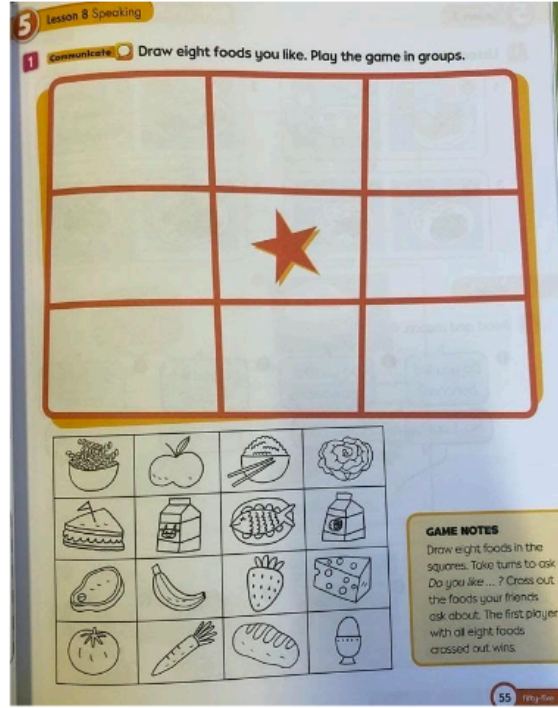 5 Lesson 8 Speaking
1 Communicate Draw eight foods you like. Play the game in groups.
GAME NOTES
Draw eight foods in the
squares. Take turns to ask
Do you like ... ? Cross out
the foods your friends
ask about. The first player
with all eight foods
crossed out wins.
55 fifty-five